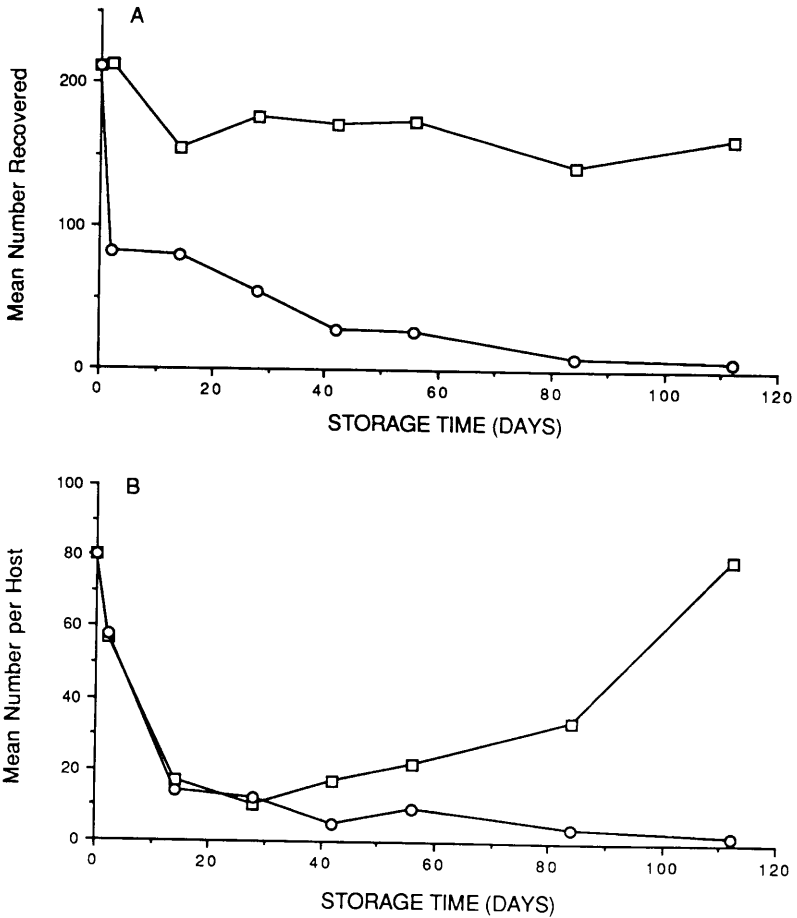 A
Mean Number Recovered
200
100
0
0 20 40 60 80 100 120
STORAGE TIME (DAYS)
B
Mean Number per Host
100
80
60
40
20
0
0 20 40 60 80 100 120
STORAGE TIME (DAYS)